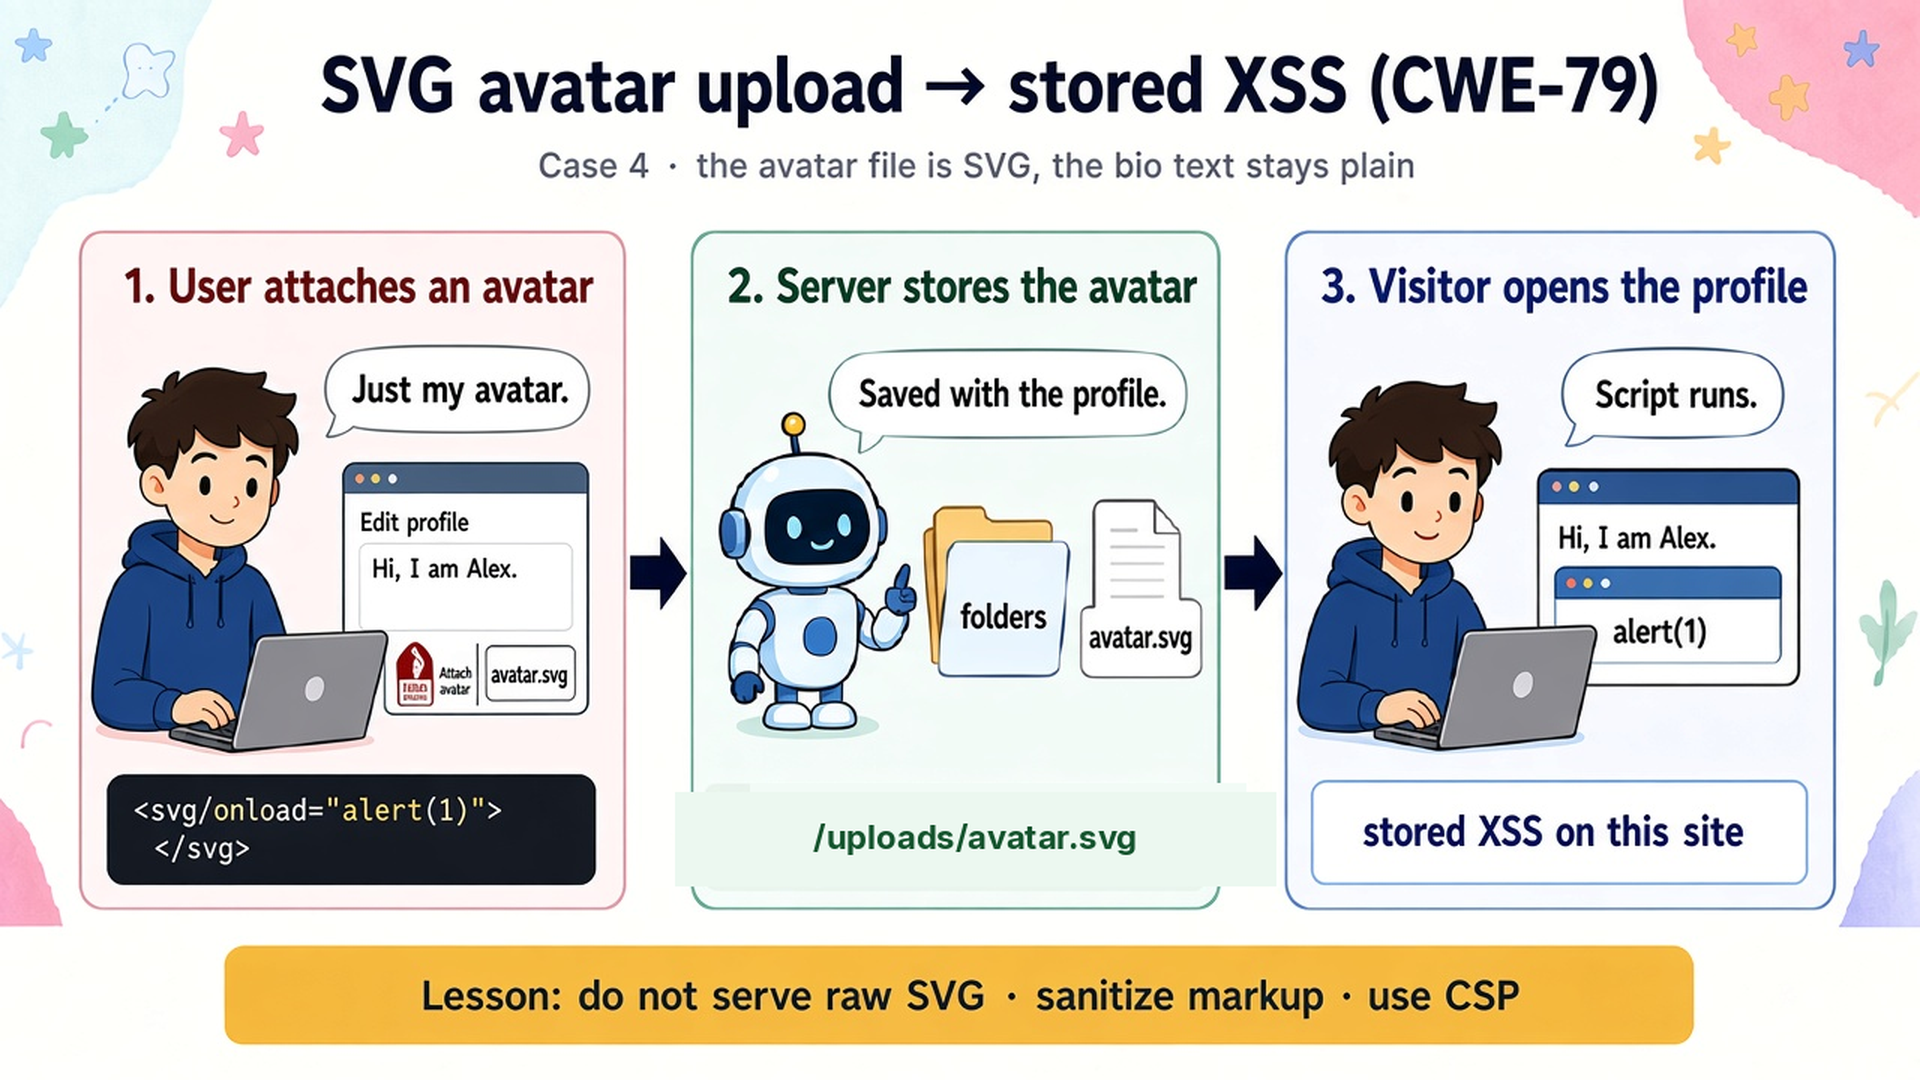 SVG avatar upload → stored XSS (CWE-79)
Case 4 · the avatar file is SVG, the bio text stays plain
1. User attaches an avatar
Just my avatar.
Edit profile
Hi, I am Alex.
Attach
avatar
avatar.svg
<svg/onload="alert(1)">
</svg>
2. Server stores the avatar
Saved with the profile.
folders
avatar.svg
/uploads/avatar.svg
3. Visitor opens the profile
Script runs.
Hi, I am Alex.
alert(1)
stored XSS on this site
Lesson: do not serve raw SVG · sanitize markup · use CSP